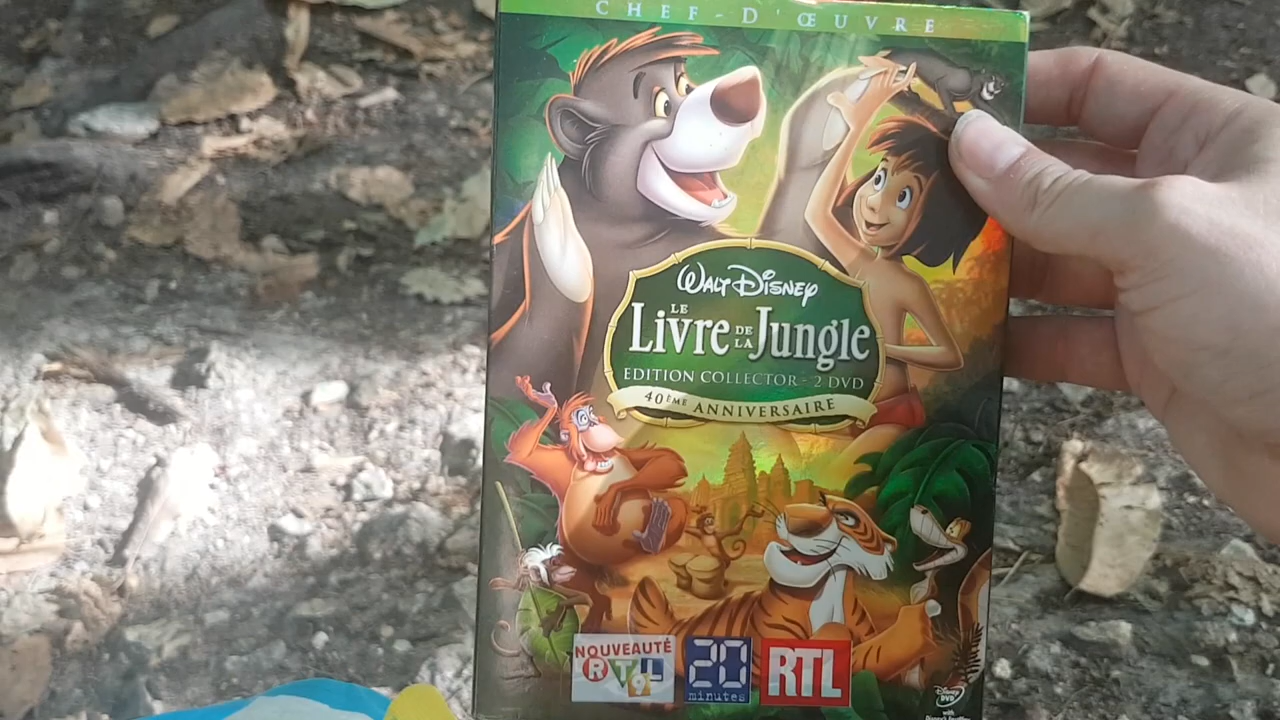 CHEF-D'ŒUVRE
WALT DISNEY
LE
Livre DE LA Jungle
EDITION COLLECTOR - 2 DVD
40ÈME ANNIVERSAIRE
NOUVEAUTÉ
RTL9
20
minutes
RTL
Disney
DVD
with